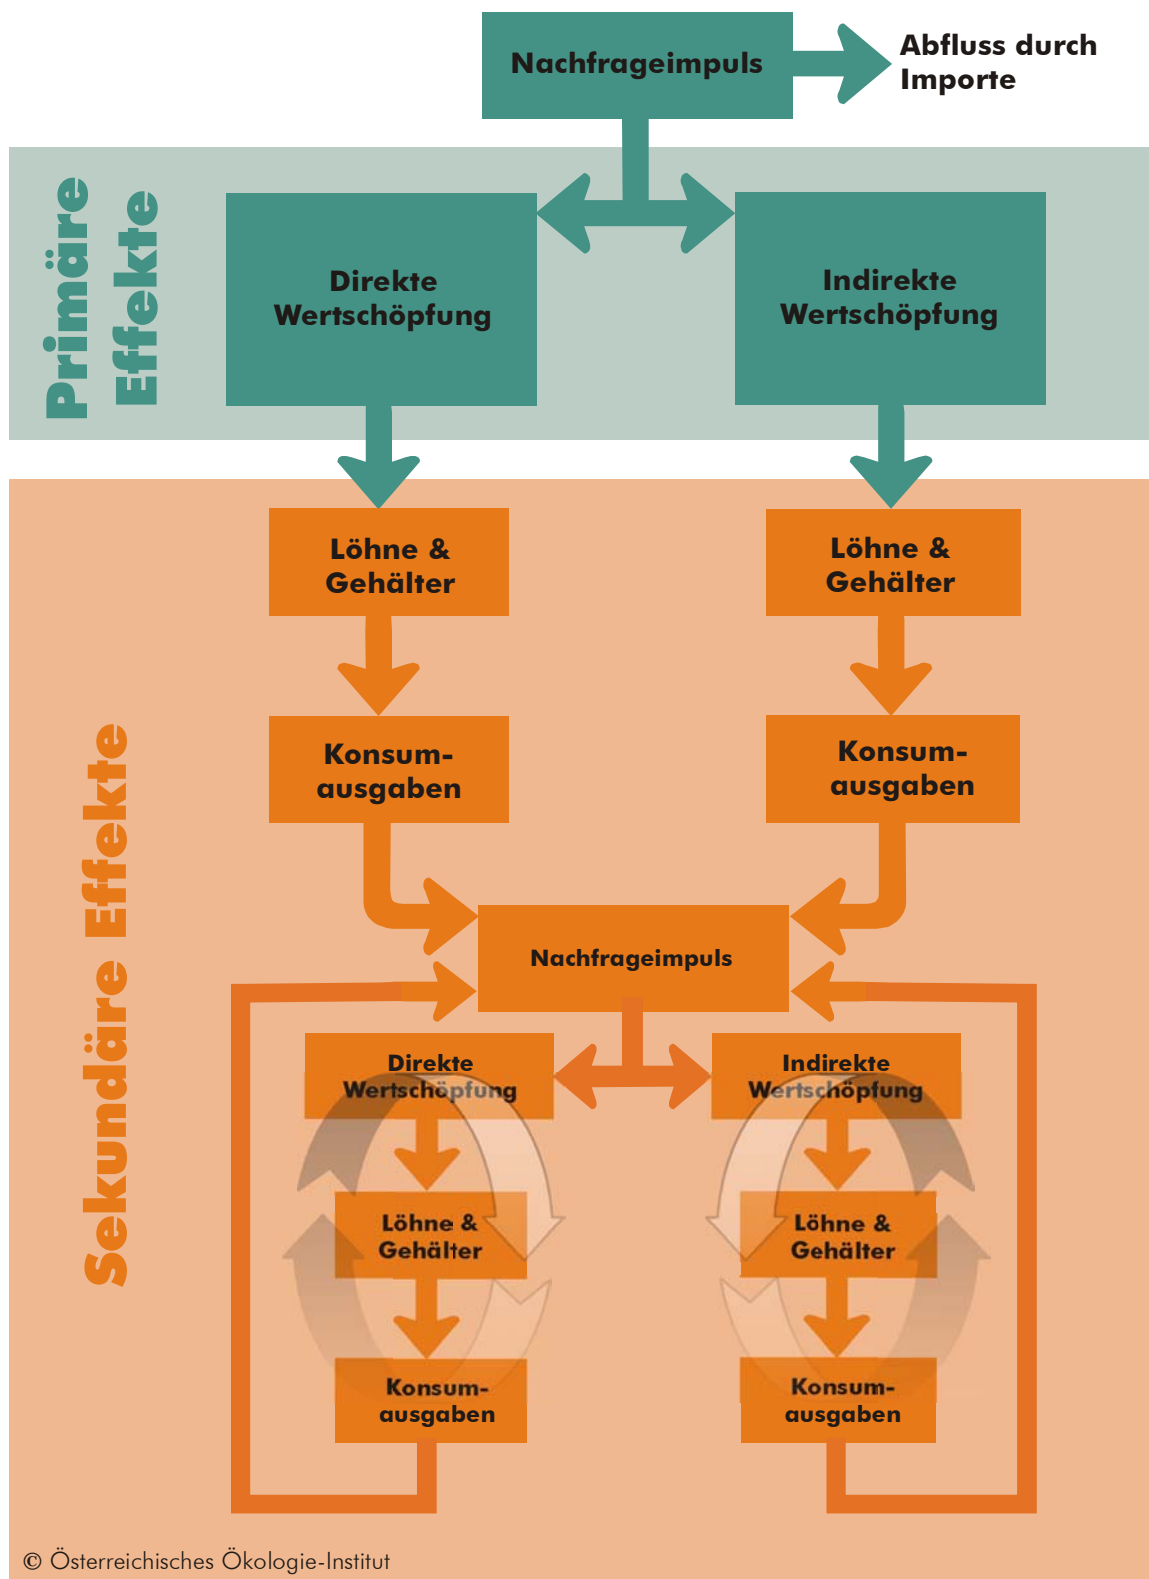 Nachfrageimpuls
Abfluss durch
Importe
Primäre
Effekte
Direkte
Wertschöpfung
Indirekte
Wertschöpfung
Sekundäre Effekte
Löhne &
Gehälter
Löhne &
Gehälter
Konsum-
ausgaben
Konsum-
ausgaben
Nachfrageimpuls
Direkte
Wertschöpfung
Indirekte
Wertschöpfung
Löhne &
Gehälter
Löhne &
Gehälter
Konsum-
ausgaben
Konsum-
ausgaben
© Österreichisches Ökologie-Institut